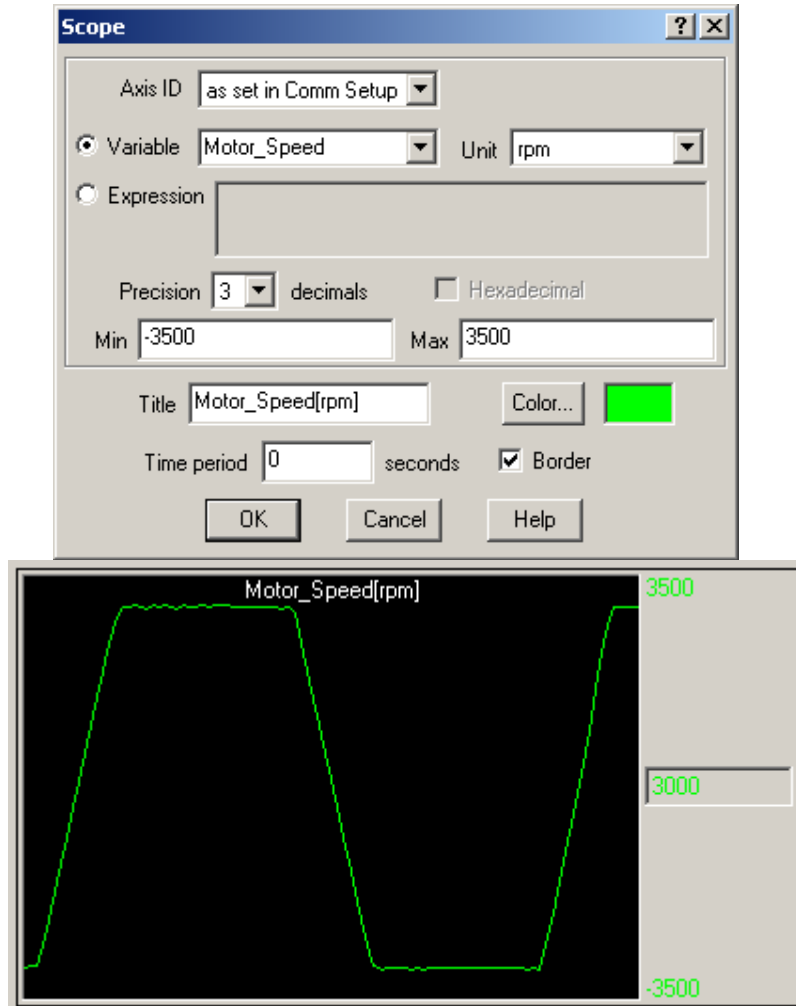 Scope
Axis ID as set in Comm Setup
Variable Motor_Speed Unit rpm
Expression
Precision 3 decimals Hexadecimal
Min -3500 Max 3500
Title Motor_Speed[rpm] Color...
Time period 0 seconds Border
OK Cancel Help
Motor_Speed[rpm] 3500
3000
-3500